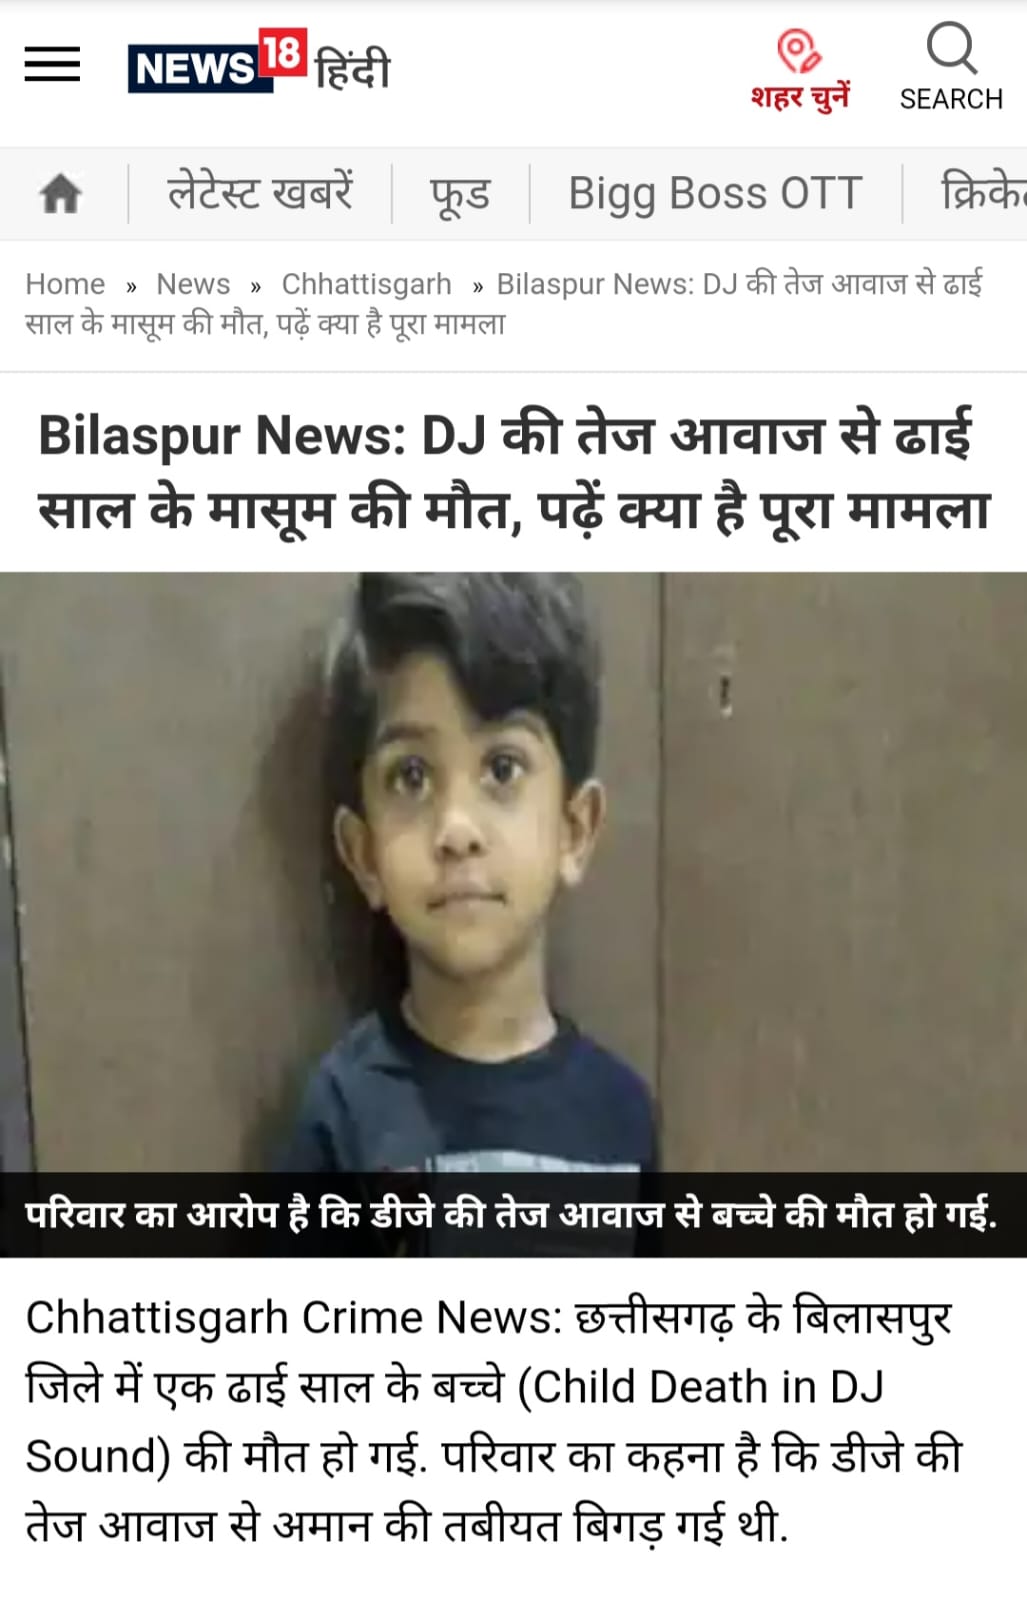 NEWS 18 हिंदी
शहर चुनें
SEARCH
लेटेस्ट खबरें फूड Bigg Boss OTT क्रिके
Home » News » Chhattisgarh » Bilaspur News: DJ की तेज आवाज से ढाई
साल के मासूम की मौत, पढ़ें क्या है पूरा मामला
Bilaspur News: DJ की तेज आवाज से ढाई
साल के मासूम की मौत, पढ़ें क्या है पूरा मामला
परिवार का आरोप है कि डीजे की तेज आवाज से बच्चे की मौत हो गई.
Chhattisgarh Crime News: छत्तीसगढ़ के बिलासपुर
जिले में एक ढाई साल के बच्चे (Child Death in DJ
Sound) की मौत हो गई. परिवार का कहना है कि डीजे की
तेज आवाज से अमान की तबीयत बिगड़ गई थी.